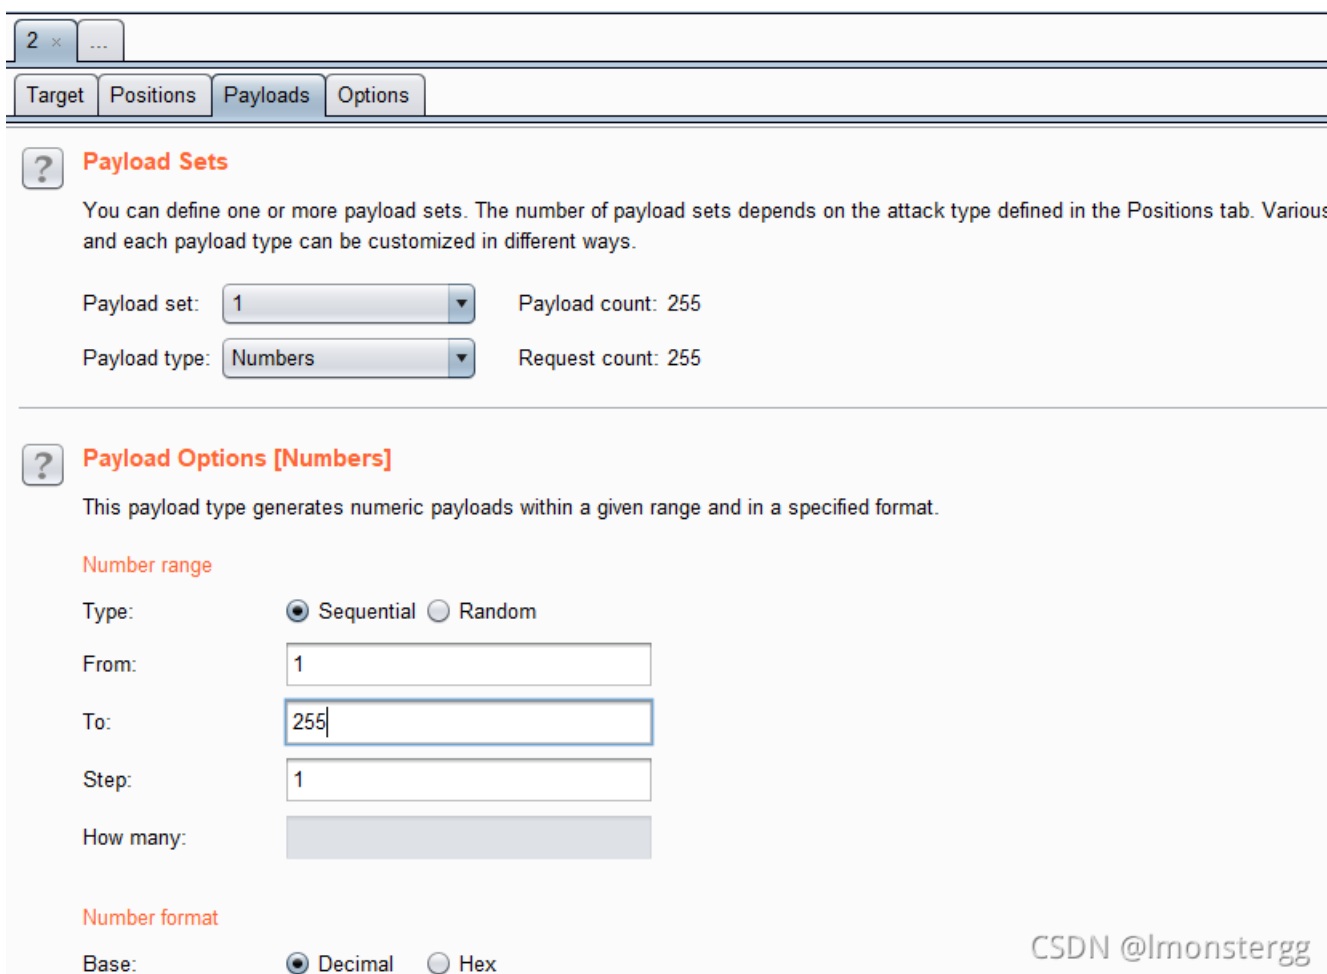 2 × ...
Target Positions Payloads Options
? Payload Sets
You can define one or more payload sets. The number of payload sets depends on the attack type defined in the Positions tab. Various
and each payload type can be customized in different ways.
Payload set: 1 Payload count: 255
Payload type: Numbers Request count: 255
? Payload Options [Numbers]
This payload type generates numeric payloads within a given range and in a specified format.
Number range
Type: Sequential Random
From: 1
To: 255
Step: 1
How many:
Number format
Base: Decimal Hex
CSDN @lmonstergg